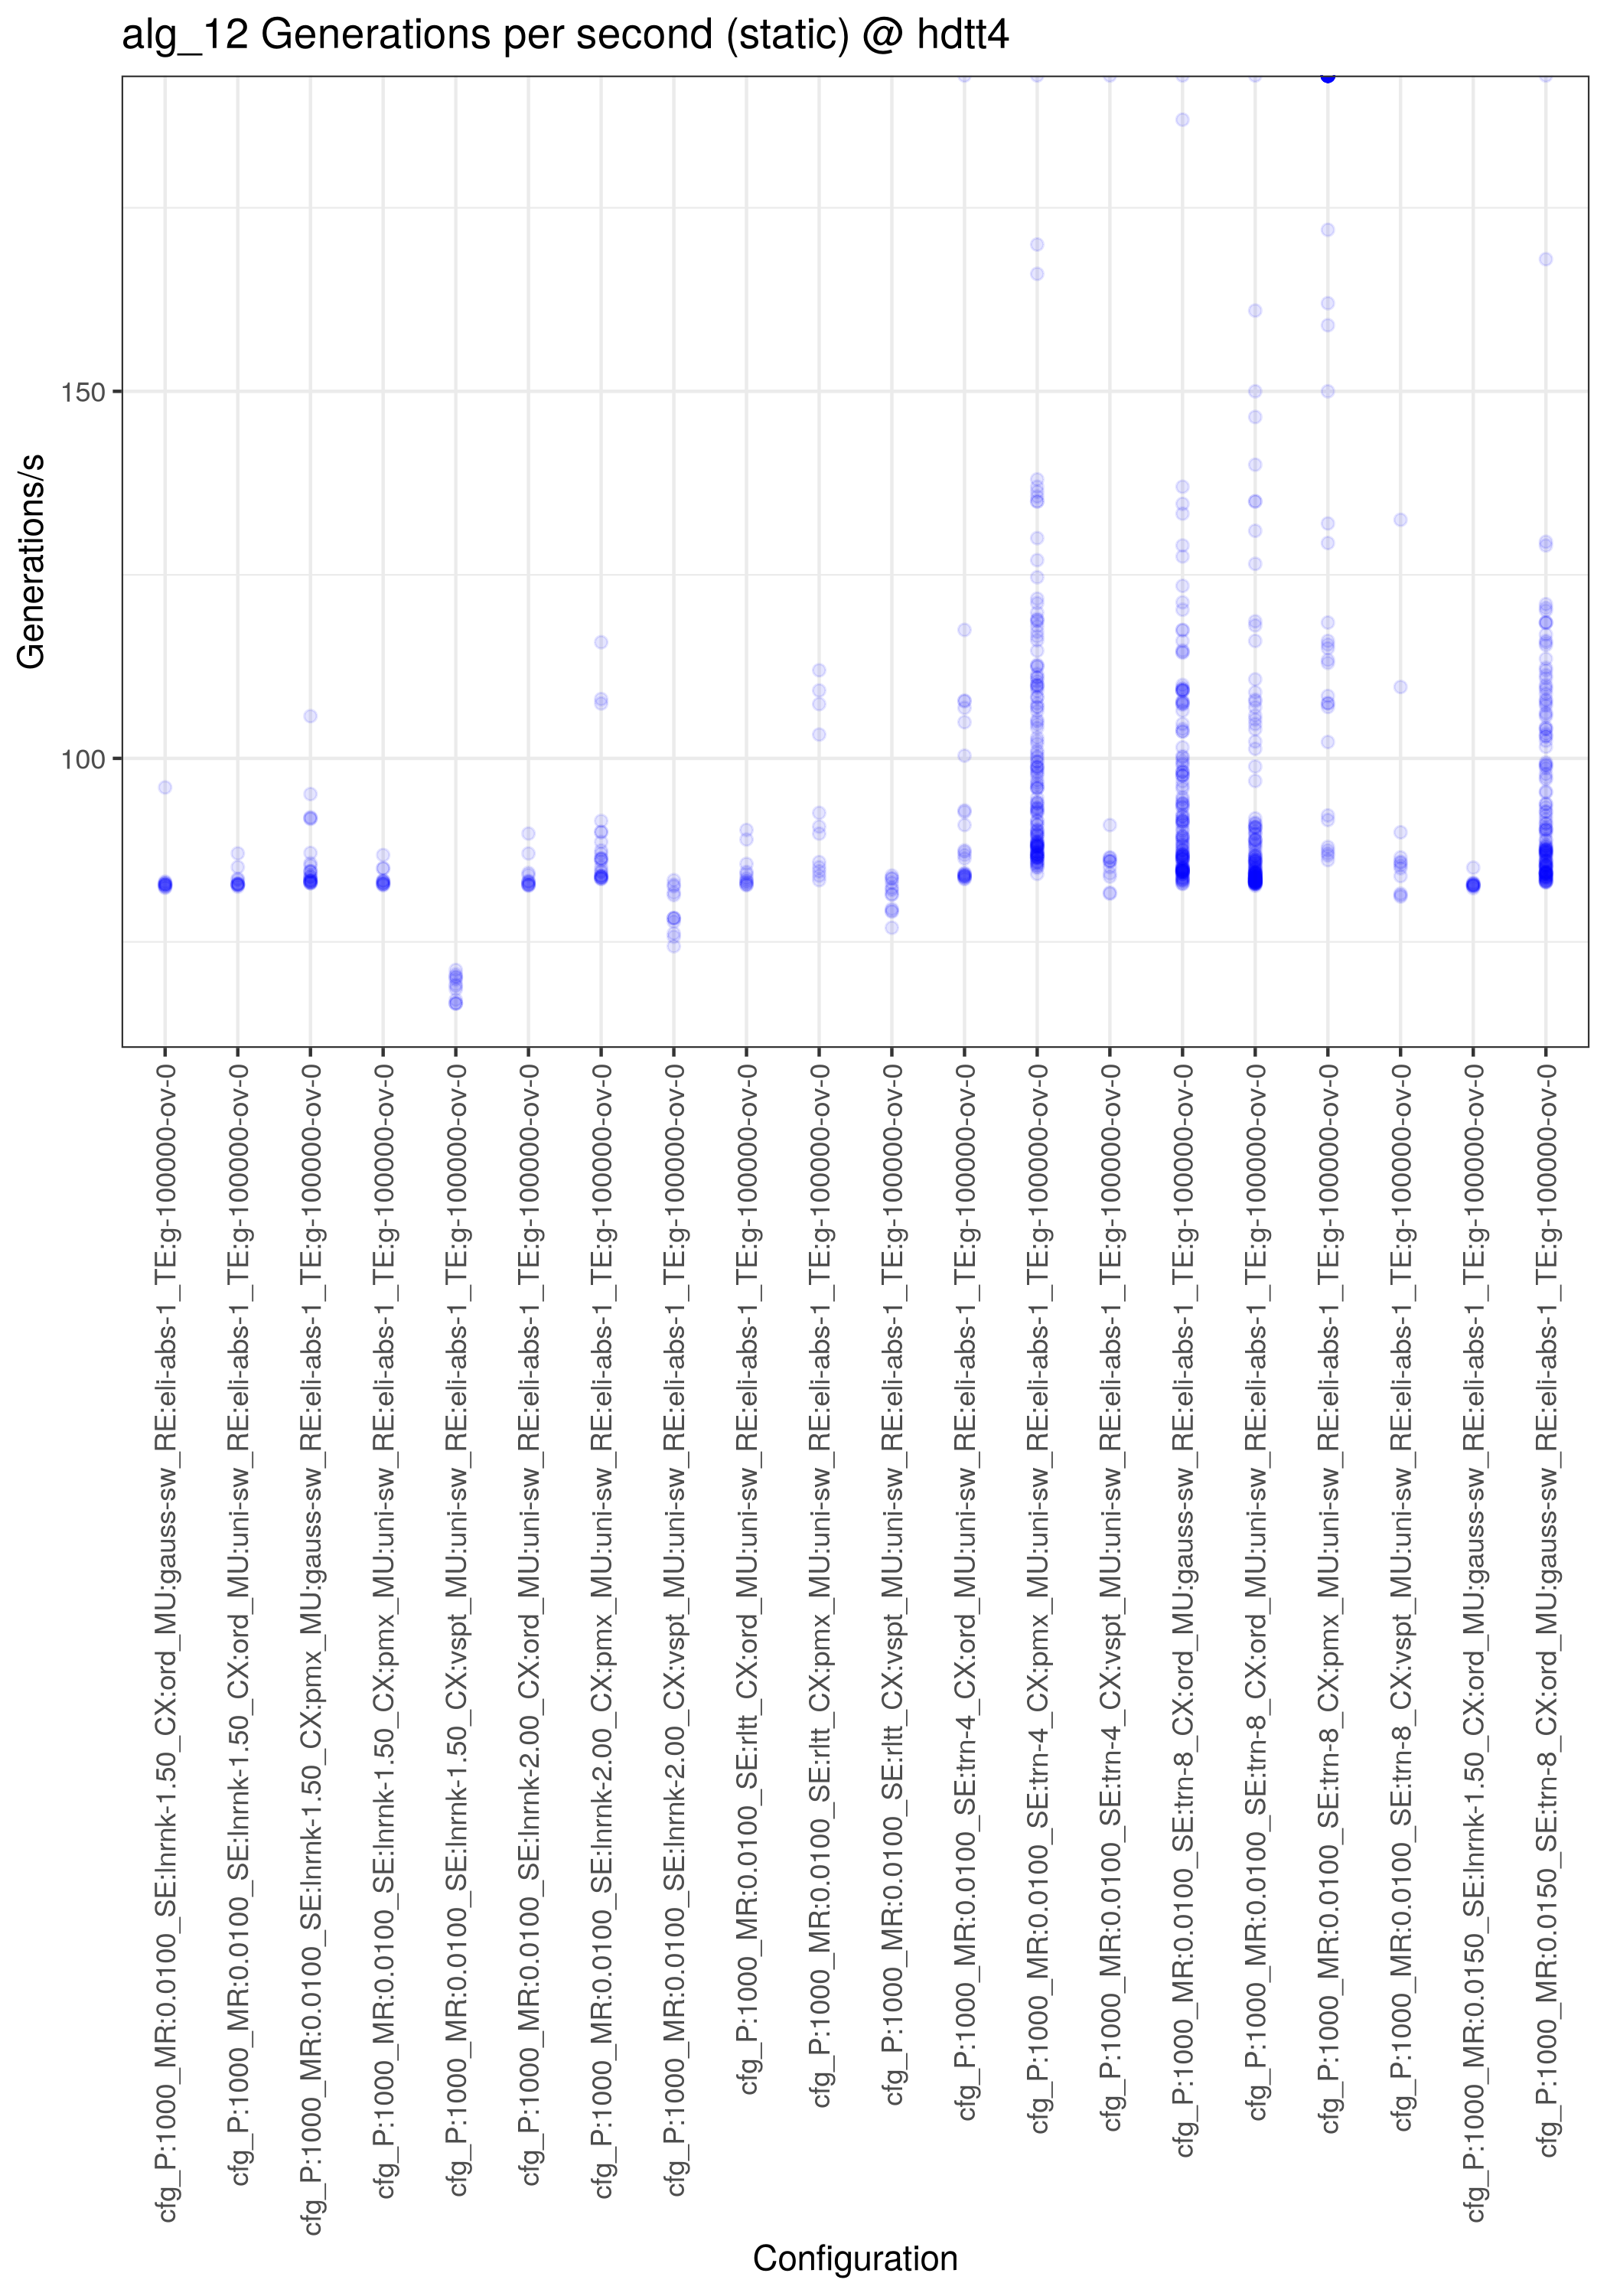 alg_12 Generations per second (static) @ hdtt4
Generations/s
150
100
cfg_P:1000_MR:0.0100_SE:lnrnk-1.50_CX:ord_MU:gauss-sw_RE:eli-abs-1_TE:g-100000-ov-0
cfg_P:1000_MR:0.0100_SE:lnrnk-1.50_CX:ord_MU:uni-sw_RE:eli-abs-1_TE:g-100000-ov-0
cfg_P:1000_MR:0.0100_SE:lnrnk-1.50_CX:pmx_MU:gauss-sw_RE:eli-abs-1_TE:g-100000-ov-0
cfg_P:1000_MR:0.0100_SE:lnrnk-1.50_CX:pmx_MU:uni-sw_RE:eli-abs-1_TE:g-100000-ov-0
cfg_P:1000_MR:0.0100_SE:lnrnk-1.50_CX:vspt_MU:uni-sw_RE:eli-abs-1_TE:g-100000-ov-0
cfg_P:1000_MR:0.0100_SE:lnrnk-2.00_CX:ord_MU:uni-sw_RE:eli-abs-1_TE:g-100000-ov-0
cfg_P:1000_MR:0.0100_SE:lnrnk-2.00_CX:pmx_MU:uni-sw_RE:eli-abs-1_TE:g-100000-ov-0
cfg_P:1000_MR:0.0100_SE:lnrnk-2.00_CX:vspt_MU:uni-sw_RE:eli-abs-1_TE:g-100000-ov-0
cfg_P:1000_MR:0.0100_SE:rltt_CX:ord_MU:uni-sw_RE:eli-abs-1_TE:g-100000-ov-0
cfg_P:1000_MR:0.0100_SE:rltt_CX:pmx_MU:uni-sw_RE:eli-abs-1_TE:g-100000-ov-0
cfg_P:1000_MR:0.0100_SE:rltt_CX:vspt_MU:uni-sw_RE:eli-abs-1_TE:g-100000-ov-0
cfg_P:1000_MR:0.0100_SE:trn-4_CX:ord_MU:uni-sw_RE:eli-abs-1_TE:g-100000-ov-0
cfg_P:1000_MR:0.0100_SE:trn-4_CX:pmx_MU:uni-sw_RE:eli-abs-1_TE:g-100000-ov-0
cfg_P:1000_MR:0.0100_SE:trn-4_CX:vspt_MU:uni-sw_RE:eli-abs-1_TE:g-100000-ov-0
cfg_P:1000_MR:0.0100_SE:trn-8_CX:ord_MU:gauss-sw_RE:eli-abs-1_TE:g-100000-ov-0
cfg_P:1000_MR:0.0100_SE:trn-8_CX:ord_MU:uni-sw_RE:eli-abs-1_TE:g-100000-ov-0
cfg_P:1000_MR:0.0100_SE:trn-8_CX:pmx_MU:uni-sw_RE:eli-abs-1_TE:g-100000-ov-0
cfg_P:1000_MR:0.0100_SE:trn-8_CX:vspt_MU:uni-sw_RE:eli-abs-1_TE:g-100000-ov-0
cfg_P:1000_MR:0.0150_SE:lnrnk-1.50_CX:ord_MU:gauss-sw_RE:eli-abs-1_TE:g-100000-ov-0
cfg_P:1000_MR:0.0150_SE:trn-8_CX:ord_MU:gauss-sw_RE:eli-abs-1_TE:g-100000-ov-0
Configuration